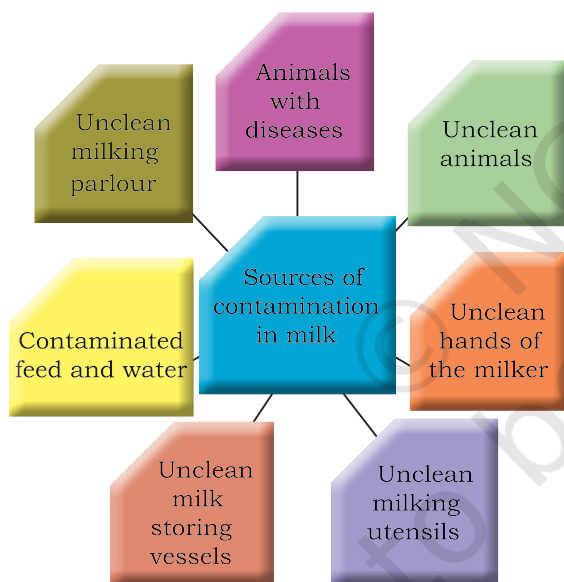 Animals
with
diseases
Unclean
animals
Unclean
hands of
the milker
Unclean
milking
utensils
Unclean
milk
storing
vessels
Contaminated
feed and water
Unclean
milking
parlour
Sources of
contamination
in milk
© N
to b